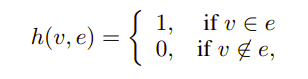 h(v, e) = { 1, if v ∈ e
0, if v ∉ e,